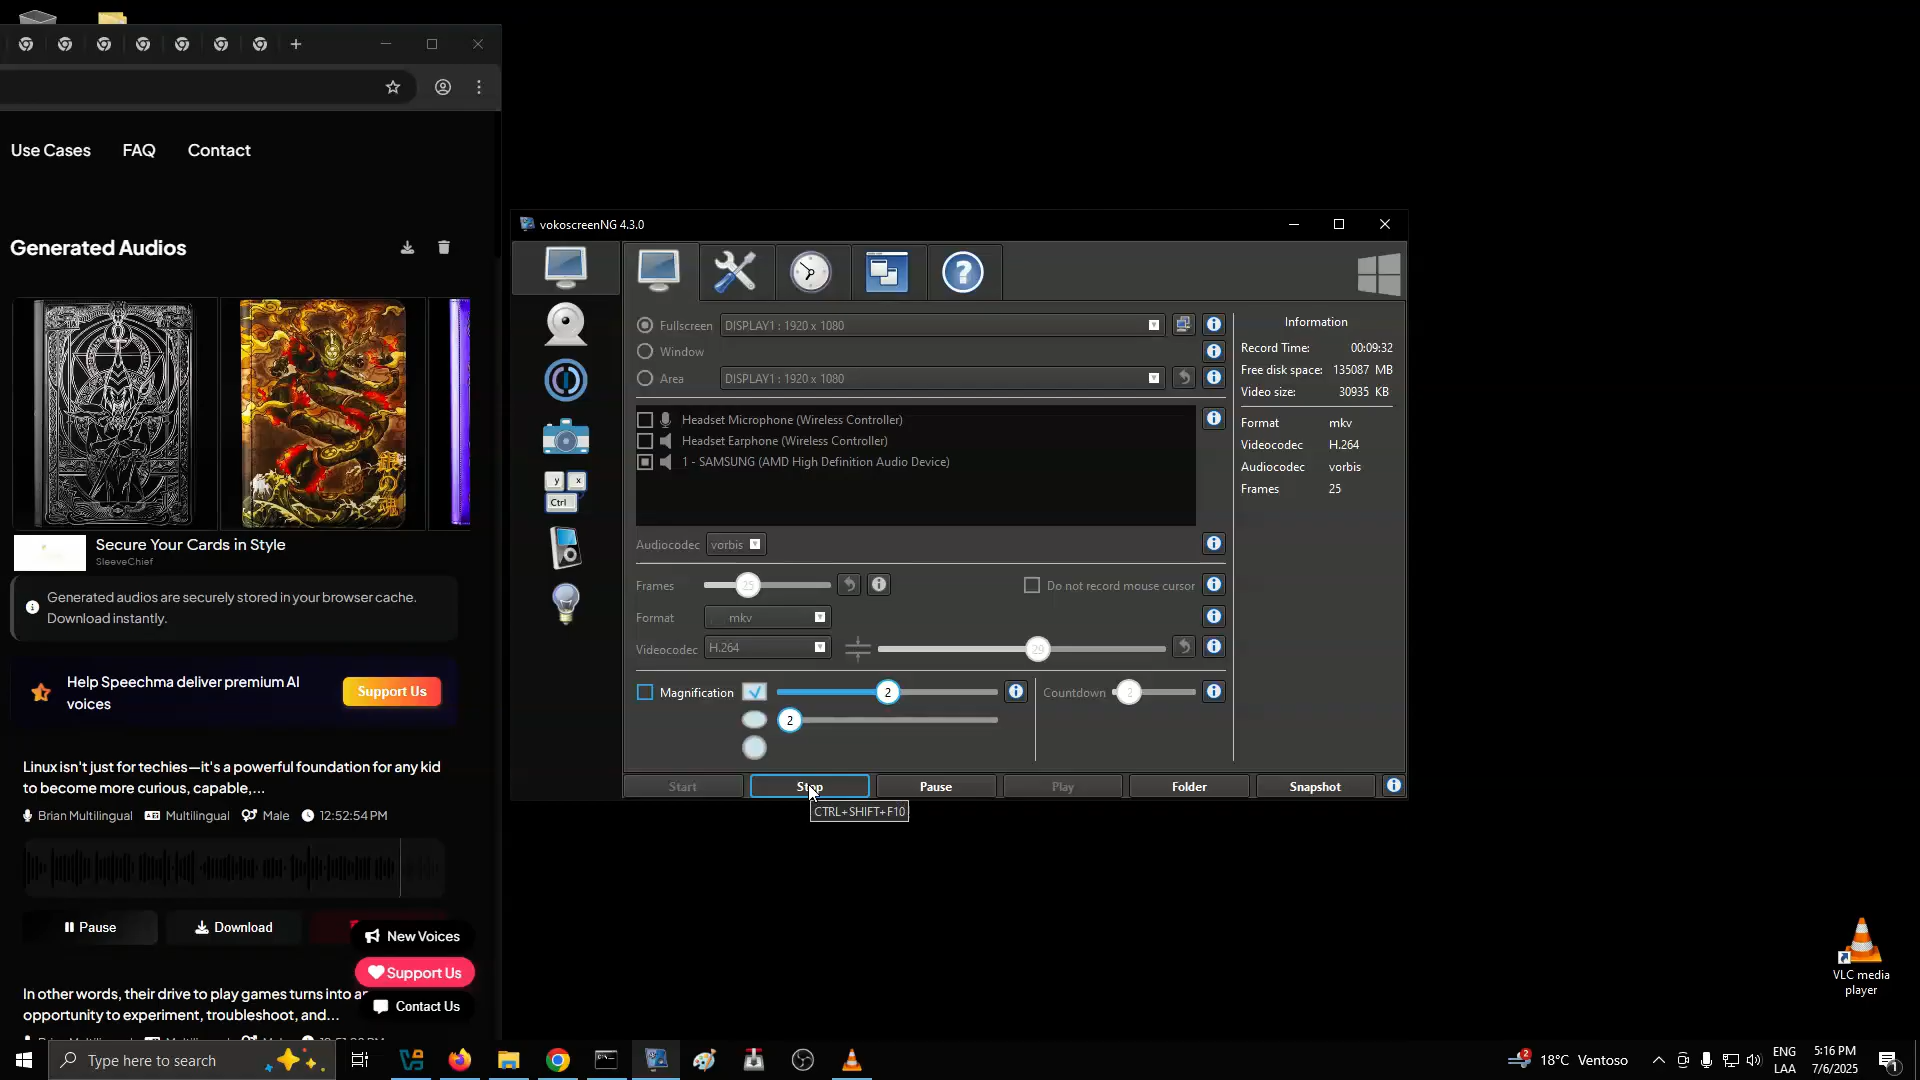 Use Cases
FAQ
Contact
Generated Audios
Secure Your Cards in Style
SleeveChief
Generated audios are securely stored in your browser cache.
Download instantly.
Help Speechma deliver premium AI
voices
Support Us
Linux isn't just for techies—it's a powerful foundation for any kid
to become more curious, capable,...
Brian Multilingual
Multilingual
Male
12:52:54 PM
Pause
Download
New Voices
Support Us
Contact Us
In other words, their drive to play games turns into an
opportunity to experiment, troubleshoot, and...
vokoscreenNG 4.3.0
y
x
Ctrl
Fullscreen
DISPLAY1 : 1920 x 1080
Window
Area
DISPLAY1 : 1920 x 1080
Headset Microphone (Wireless Controller)
Headset Earphone (Wireless Controller)
1 - SAMSUNG (AMD High Definition Audio Device)
Audiocodec
vorbis
Frames
25
Do not record mouse cursor
Format
mkv
Videocodec
H.264
29
Magnification
2
2
Countdown
2
Start
Stop
Pause
Play
Folder
Snapshot
CTRL+SHIFT+F10
Information
Record Time: 00:09:32
Free disk space: 135087 MB
Video size: 30935 KB
Format mkv
Videocodec H.264
Audiocodec vorbis
Frames 25
VLC media
player
Type here to search
2
18°C Ventoso
ENG
LAA
5:16 PM
7/6/2025
1